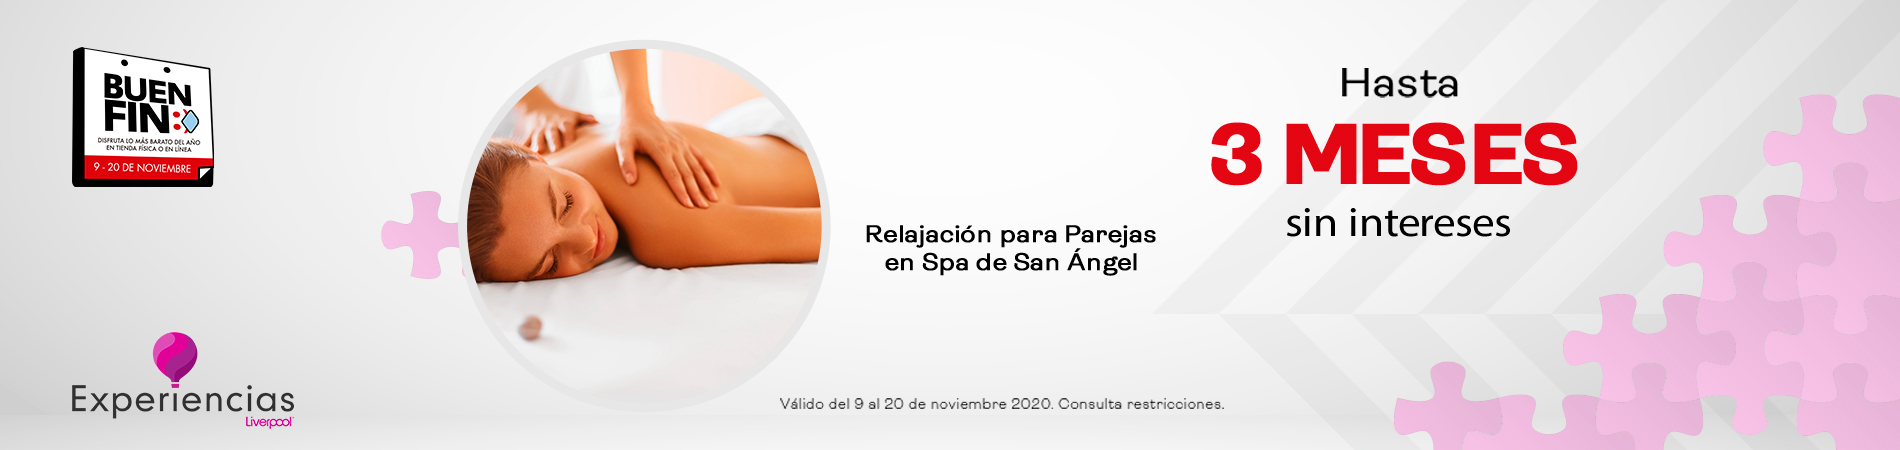 BUEN
FIN
DISFRUTA LO MÁS BARATO DEL AÑO
EN TIENDA FÍSICA O EN LÍNEA
9 - 20 DE NOVIEMBRE
Experiencias
Liverpool
Relajación para Parejas
en Spa de San Ángel
Hasta
3 MESES
sin intereses
Válido del 9 al 20 de noviembre 2020. Consulta restricciones.